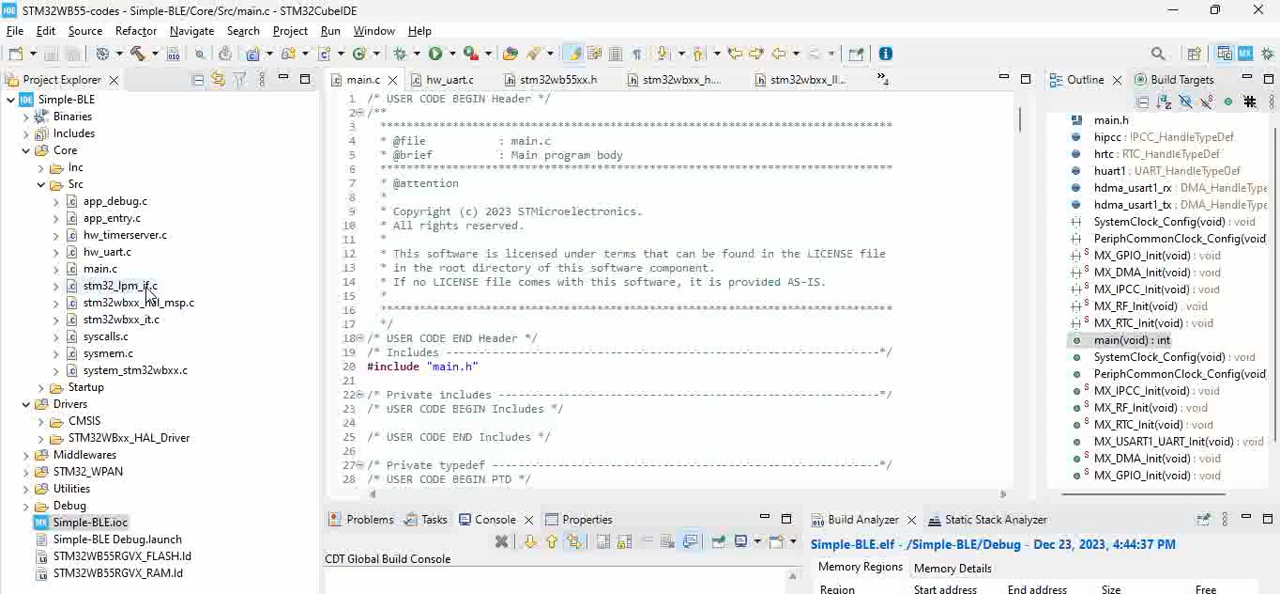 STM32WB55-codes - Simple-BLE/Core/Src/main.c - STM32CubeIDE
File Edit Source Refactor Navigate Search Project Run Window Help
Project Explorer
Simple-BLE
Binaries
Includes
Core
Inc
Src
app_debug.c
app_entry.c
hw_timerserver.c
hw_uart.c
main.c
stm32_lpm_if.c
stm32wbxx_hal_msp.c
stm32wbxx_it.c
syscalls.c
sysmem.c
system_stm32wbxx.c
Startup
Drivers
CMSIS
STM32WBxx_HAL_Driver
Middlewares
STM32_WPAN
Utilities
Debug
Simple-BLE.ioc
Simple-BLE Debug.launch
STM32WB55RGVX_FLASH.ld
STM32WB55RGVX_RAM.ld
main.c hw_uart.c stm32wb55xx.h stm32wbxx_h... stm32wbxx_ll... »4
1 /* USER CODE BEGIN Header */
2 /**
3 ******************************************************************************
4 * @file : main.c
5 * @brief : Main program body
6 ******************************************************************************
7 * @attention
8 *
9 * Copyright (c) 2023 STMicroelectronics.
10 * All rights reserved.
11 *
12 * This software is licensed under terms that can be found in the LICENSE file
13 * in the root directory of this software component.
14 * If no LICENSE file comes with this software, it is provided AS-IS.
15 *
16 ******************************************************************************
17 */
18 /* USER CODE END Header */
19 /* Includes ------------------------------------------------------------------*/
20 #include "main.h"
21
22 /* Private includes ----------------------------------------------------------*/
23 /* USER CODE BEGIN Includes */
24
25 /* USER CODE END Includes */
26
27 /* Private typedef -----------------------------------------------------------*/
28 /* USER CODE BEGIN PTD */
Outline Build Targets
main.h
hipcc : IPCC_HandleTypeDef
hrtc : RTC_HandleTypeDef
huart1 : UART_HandleTypeDef
hdma_usart1_rx : DMA_HandleType
hdma_usart1_tx : DMA_HandleType
SystemClock_Config(void) : void
PeriphCommonClock_Config(void)
MX_GPIO_Init(void) : void
MX_DMA_Init(void) : void
MX_IPCC_Init(void) : void
MX_RF_Init(void) : void
MX_RTC_Init(void) : void
main(void) : int
SystemClock_Config(void) : void
PeriphCommonClock_Config(void)
MX_IPCC_Init(void) : void
MX_RF_Init(void) : void
MX_RTC_Init(void) : void
MX_USART1_UART_Init(void) : void
MX_DMA_Init(void) : void
MX_GPIO_Init(void) : void
Problems Tasks Console Properties
CDT Global Build Console
Build Analyzer Static Stack Analyzer
Simple-BLE.elf - /Simple-BLE/Debug - Dec 23, 2023, 4:44:37 PM
Memory Regions Memory Details
Region Start address End address Size Free